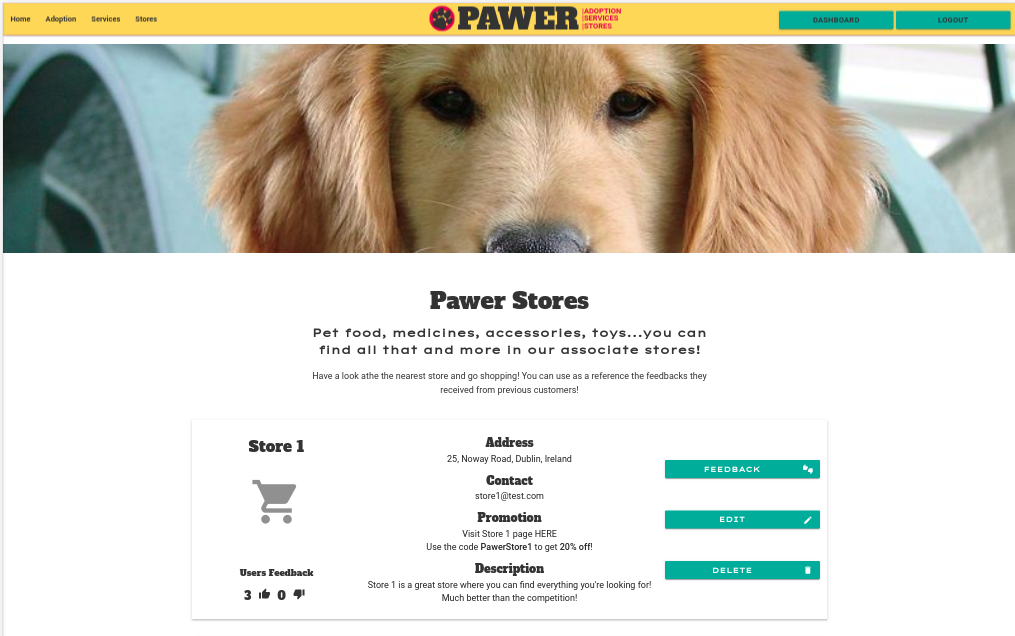 Home Adoption Services Stores
PAWER
|ADOPTION
|SERVICES
|STORES
DASHBOARD LOGOUT
Pawer Stores
Pet food, medicines, accessories, toys...you can
find all that and more in our associate stores!
Have a look athe the nearest store and go shopping! You can use as a reference the feedbacks they
received from previous customers!
Store 1
Users Feedback
3 0
Address
25, Noway Road, Dublin, Ireland
Contact
store1@test.com
Promotion
Visit Store 1 page HERE
Use the code PawerStore1 to get 20% off!
Description
Store 1 is a great store where you can find everything you're looking for!
Much better than the competition!
FEEDBACK
EDIT
DELETE